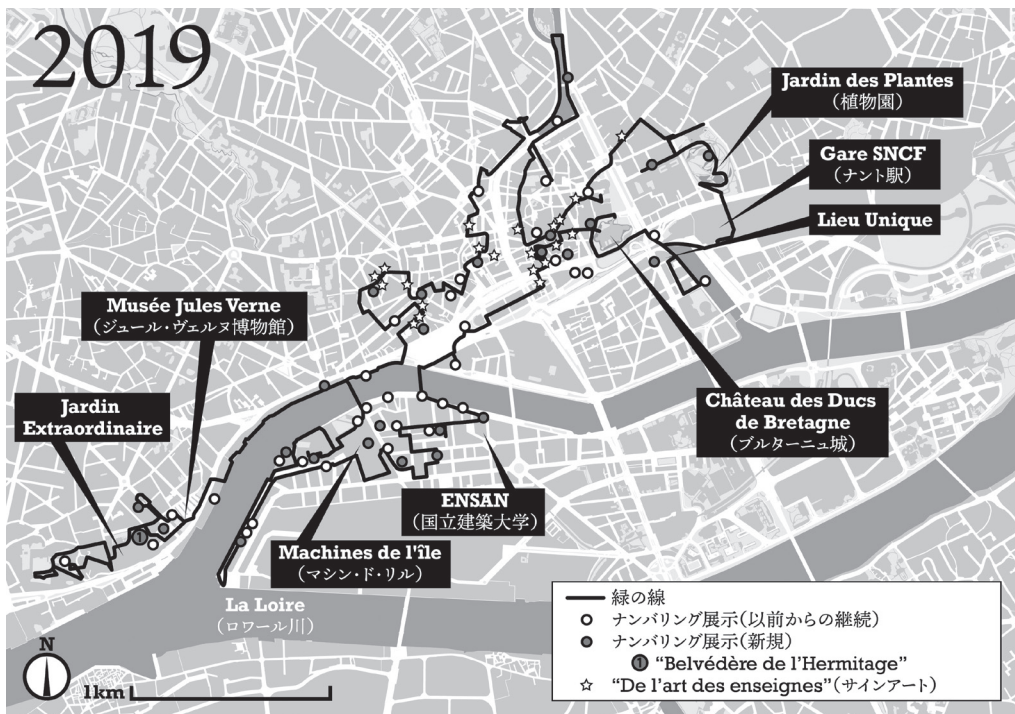 2019
Jardin des Plantes
（植物園）
Gare SNCF
（ナント駅）
Lieu Unique
Musée Jules Verne
（ジュール・ヴェルヌ博物館）
Jardin
Extraordinaire
Château des Ducs
de Bretagne
（ブルターニュ城）
ENSAN
（国立建築大学）
Machines de l'île
（マシン・ド・リル）
1
La Loire
（ロワール川）
N
1km
緑の線
ナンバリング展示（以前からの継続）
ナンバリング展示（新規）
1 “Belvédère de l’Hermitage”
“De l’art des enseignes”（サインアート）